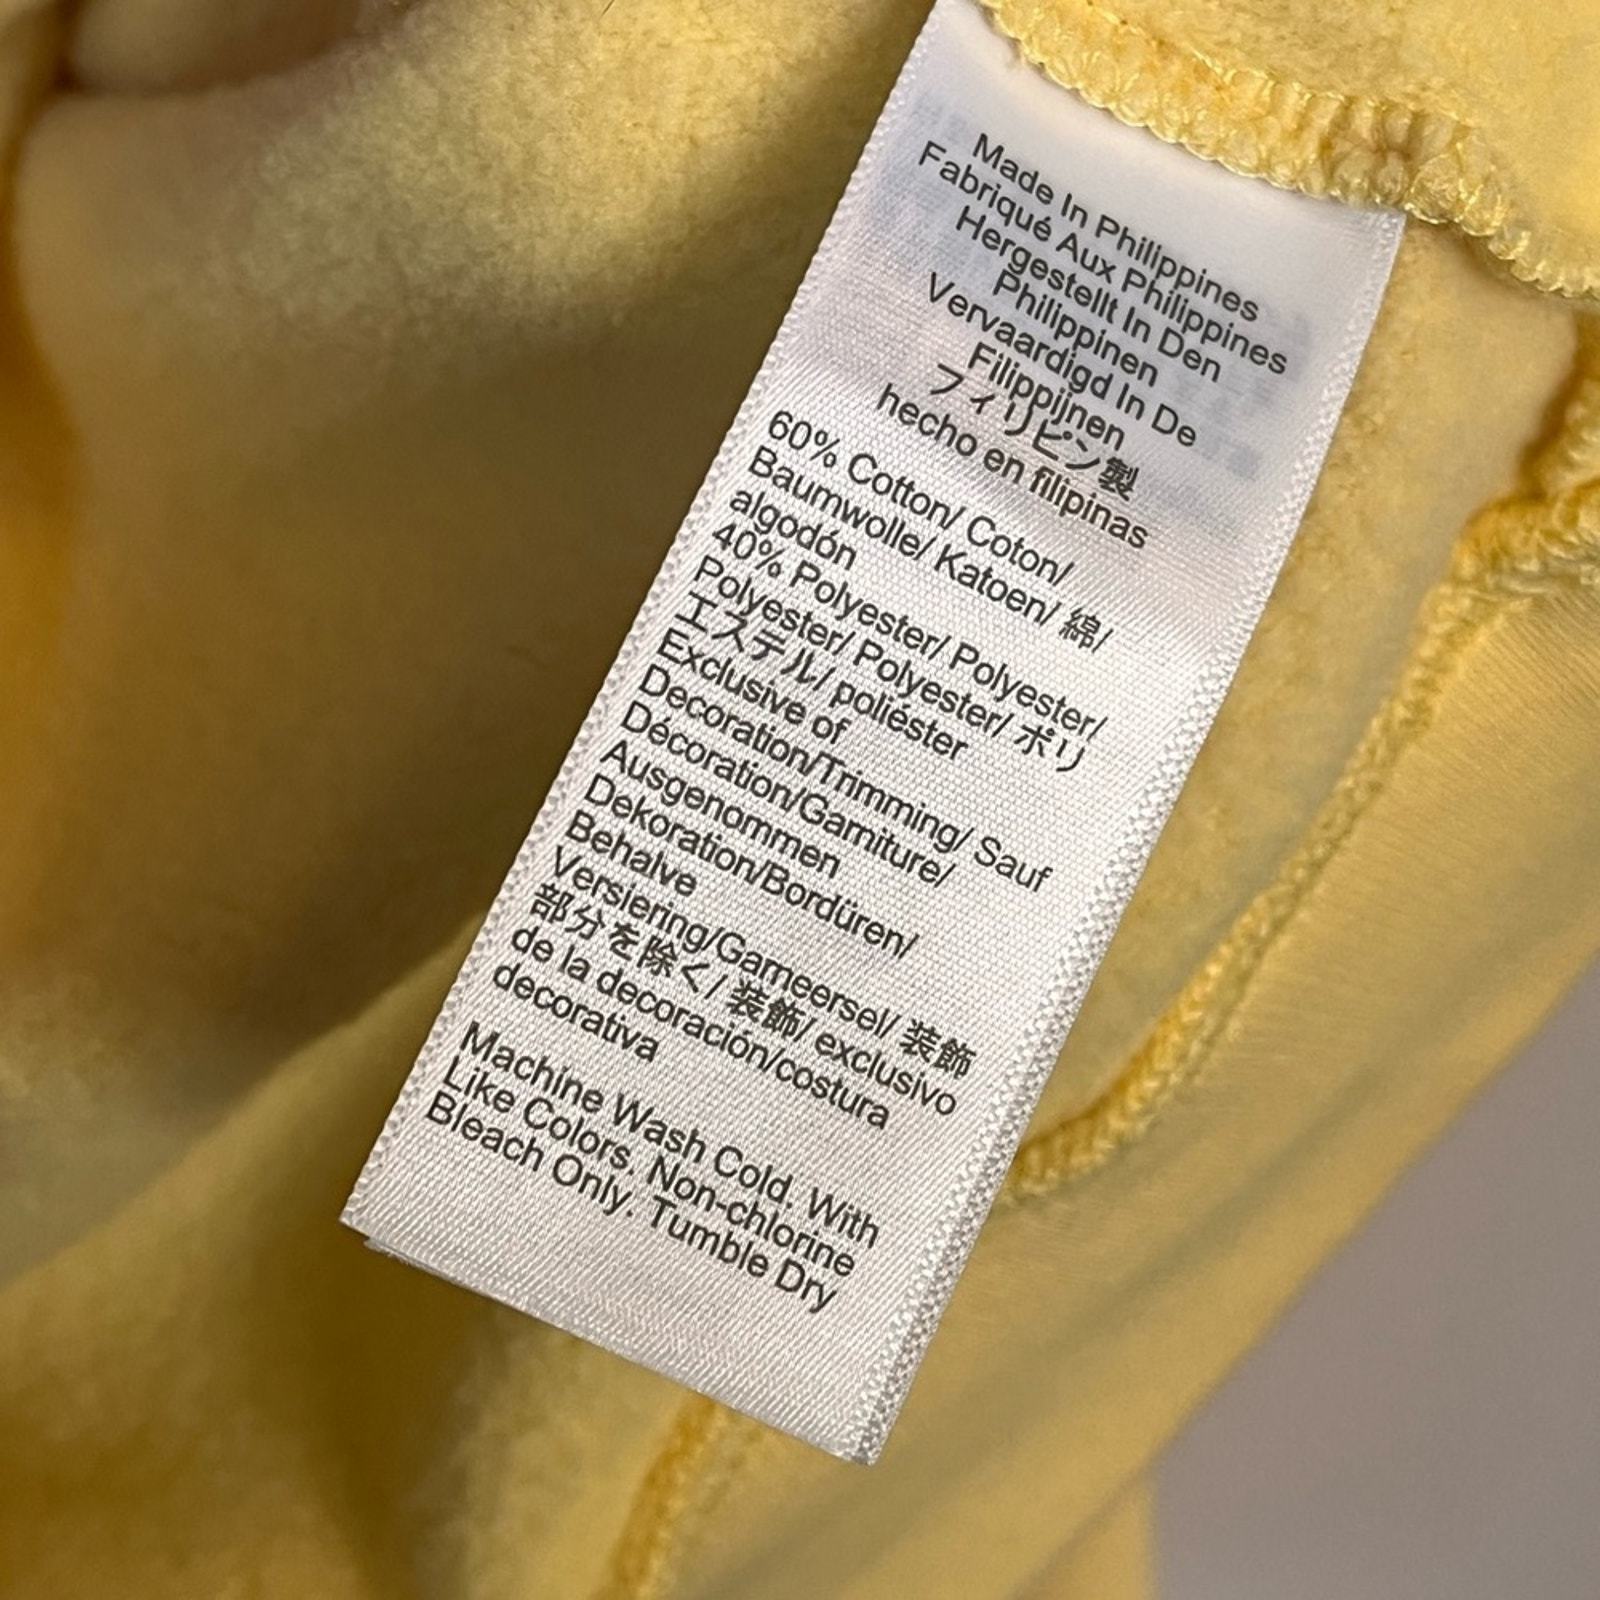 Made In Philippines
Fabriqué Aux Philippines
Hergestellt In Den
Philippinen
Vervaardigd In De
Filippijnen
フィリピン製
hecho en filipinas
60% Cotton/ Coton/
Baumwolle/ Katoen/ 綿/
algodón
40% Polyester/ Polyester/
Polyester/ Polyester/ ポリ
エステル/ poliéster
Exclusive of
Decoration/Trimming/ Sauf
Décoration/Garniture/
Ausgenommen
Dekoration/Bordüren/
Behalve
Versiering/Garneersel/ 装飾
部分を除く/ 装飾/ exclusivo
de la decoración/costura
decorativa
Machine Wash Cold. With
Like Colors. Non-chlorine
Bleach Only. Tumble Dry